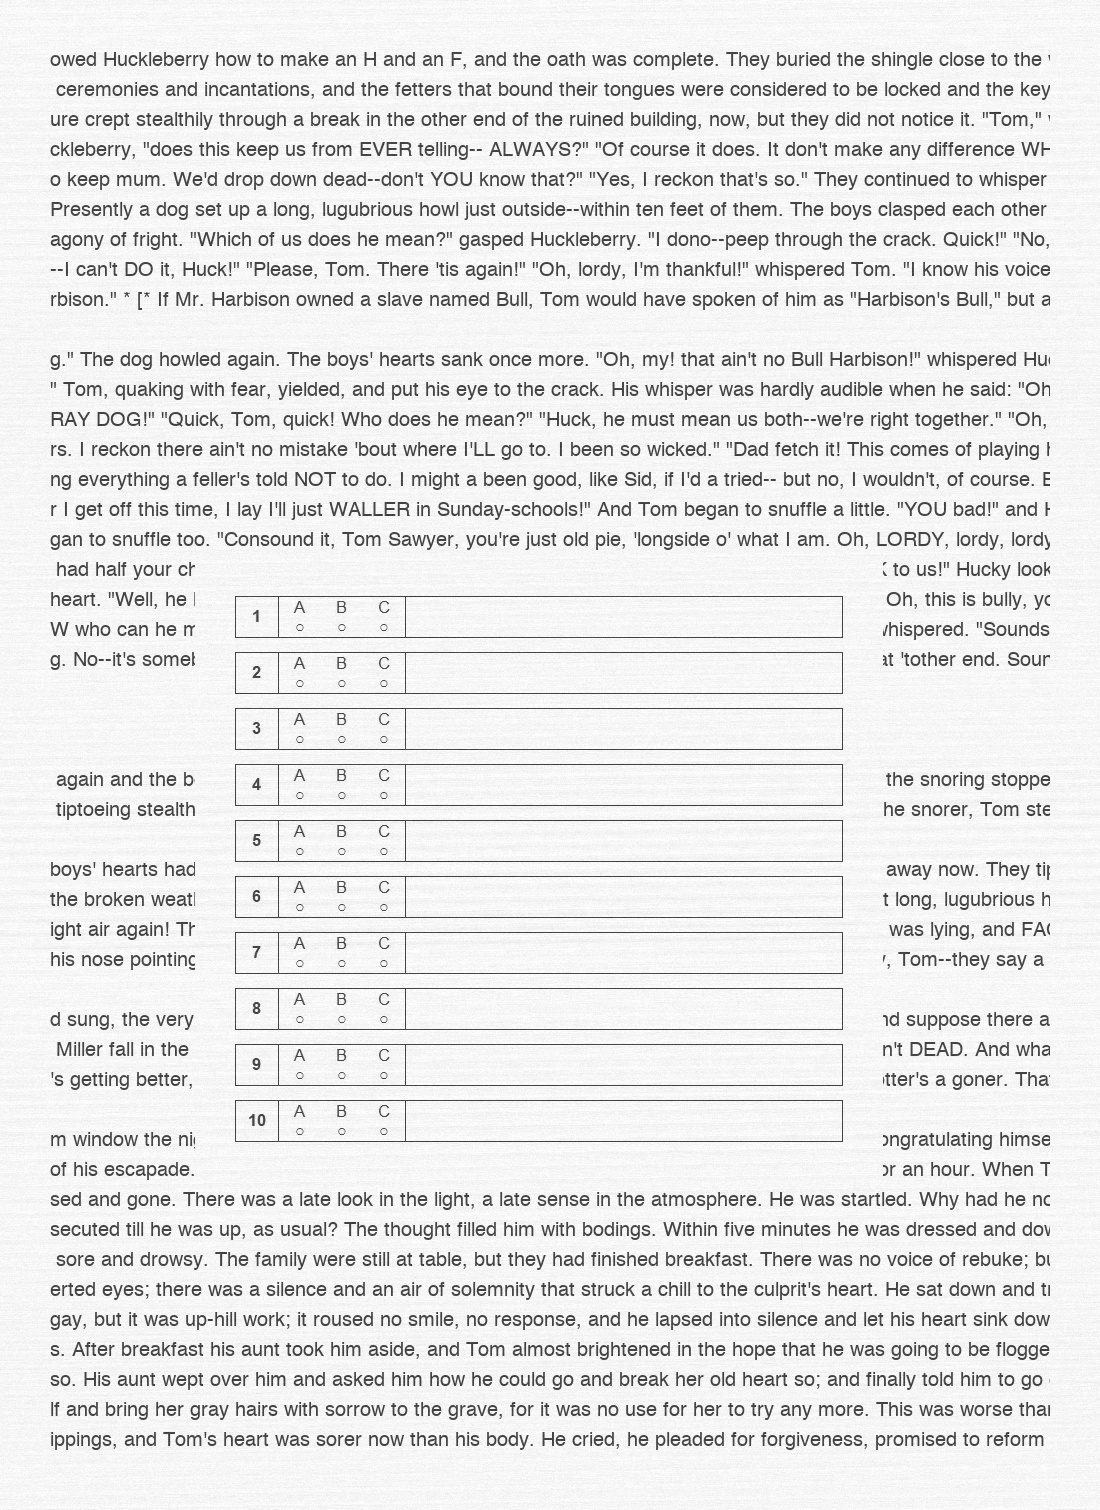 owed Huckleberry how to make an H and an F, and the oath was complete. They buried the shingle close to the
ceremonies and incantations, and the fetters that bound their tongues were considered to be locked and the key
ure crept stealthily through a break in the other end of the ruined building, now, but they did not notice it. "Tom,"
ckleberry, "does this keep us from EVER telling-- ALWAYS?" "Of course it does. It don't make any difference WH
o keep mum. We'd drop down dead--don't YOU know that?" "Yes, I reckon that's so." They continued to whisper
Presently a dog set up a long, lugubrious howl just outside--within ten feet of them. The boys clasped each other
agony of fright. "Which of us does he mean?" gasped Huckleberry. "I dono--peep through the crack. Quick!" "No,
--I can't DO it, Huck!" "Please, Tom. There 'tis again!" "Oh, lordy, I'm thankful!" whispered Tom. "I know his voice
rbison." * [* If Mr. Harbison owned a slave named Bull, Tom would have spoken of him as "Harbison's Bull," but a
g." The dog howled again. The boys' hearts sank once more. "Oh, my! that ain't no Bull Harbison!" whispered Huc
" Tom, quaking with fear, yielded, and put his eye to the crack. His whisper was hardly audible when he said: "Oh
RAY DOG!" "Quick, Tom, quick! Who does he mean?" "Huck, he must mean us both--we're right together." "Oh,
rs. I reckon there ain't no mistake 'bout where I'LL go to. I been so wicked." "Dad fetch it! This comes of playing
ng everything a feller's told NOT to do. I might a been good, like Sid, if I'd a tried-- but no, I wouldn't, of course.
r I get off this time, I lay I'll just WALLER in Sunday-schools!" And Tom began to snuffle a little. "YOU bad!" and
gan to snuffle too. "Consound it, Tom Sawyer, you're just old pie, 'longside o' what I am. Oh, LORDY, lordy, lordy
had half your ch
heart. "Well, he
W who can he m
g. No--it's someb
again and the b
tiptoeing stealth
boys' hearts had
the broken weat
ight air again! Th
his nose pointing
d sung, the very
Miller fall in the
's getting better,
m window the ni
of his escapade.
1 A B C
2 A B C
3 A B C
4 A B C
5 A B C
6 A B C
7 A B C
8 A B C
9 A B C
10 A B C
to us!" Hucky look
Oh, this is bully, yo
whispered. "Sounds
at 'tother end. Soun
the snoring stoppe
he snorer, Tom ste
away now. They tip
t long, lugubrious h
was lying, and FAC
, Tom--they say a
nd suppose there a
n't DEAD. And wha
otter's a goner. That
ongratulating himse
or an hour. When T
sed and gone. There was a late look in the light, a late sense in the atmosphere. He was startled. Why had he no
secuted till he was up, as usual? The thought filled him with bodings. Within five minutes he was dressed and dow
sore and drowsy. The family were still at table, but they had finished breakfast. There was no voice of rebuke; bu
erted eyes; there was a silence and an air of solemnity that struck a chill to the culprit's heart. He sat down and tr
gay, but it was up-hill work; it roused no smile, no response, and he lapsed into silence and let his heart sink dow
s. After breakfast his aunt took him aside, and Tom almost brightened in the hope that he was going to be flogge
so. His aunt wept over him and asked him how he could go and break her old heart so; and finally told him to go
lf and bring her gray hairs with sorrow to the grave, for it was no use for her to try any more. This was worse than
ippings, and Tom's heart was sorer now than his body. He cried, he pleaded for forgiveness, promised to reform